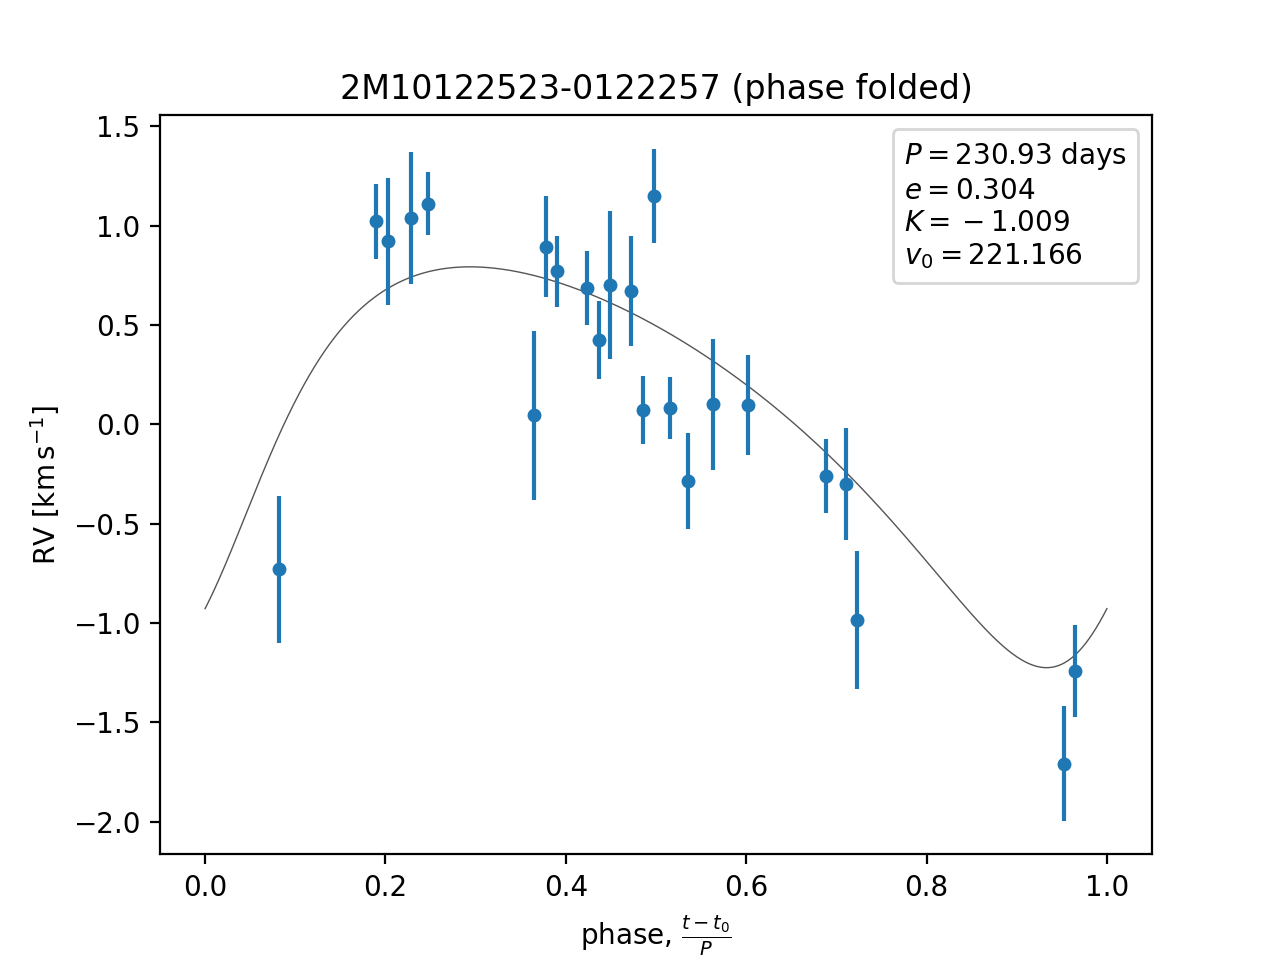 2M10122523-0122257 (phase folded)
P = 230.93 days
e = 0.304
K = −1.009
v₀ = 221.166
RV [km s⁻¹]
1.5
1.0
0.5
0.0
−0.5
−1.0
−1.5
−2.0
0.0 0.2 0.4 0.6 0.8 1.0
phase, (t − t₀)/P